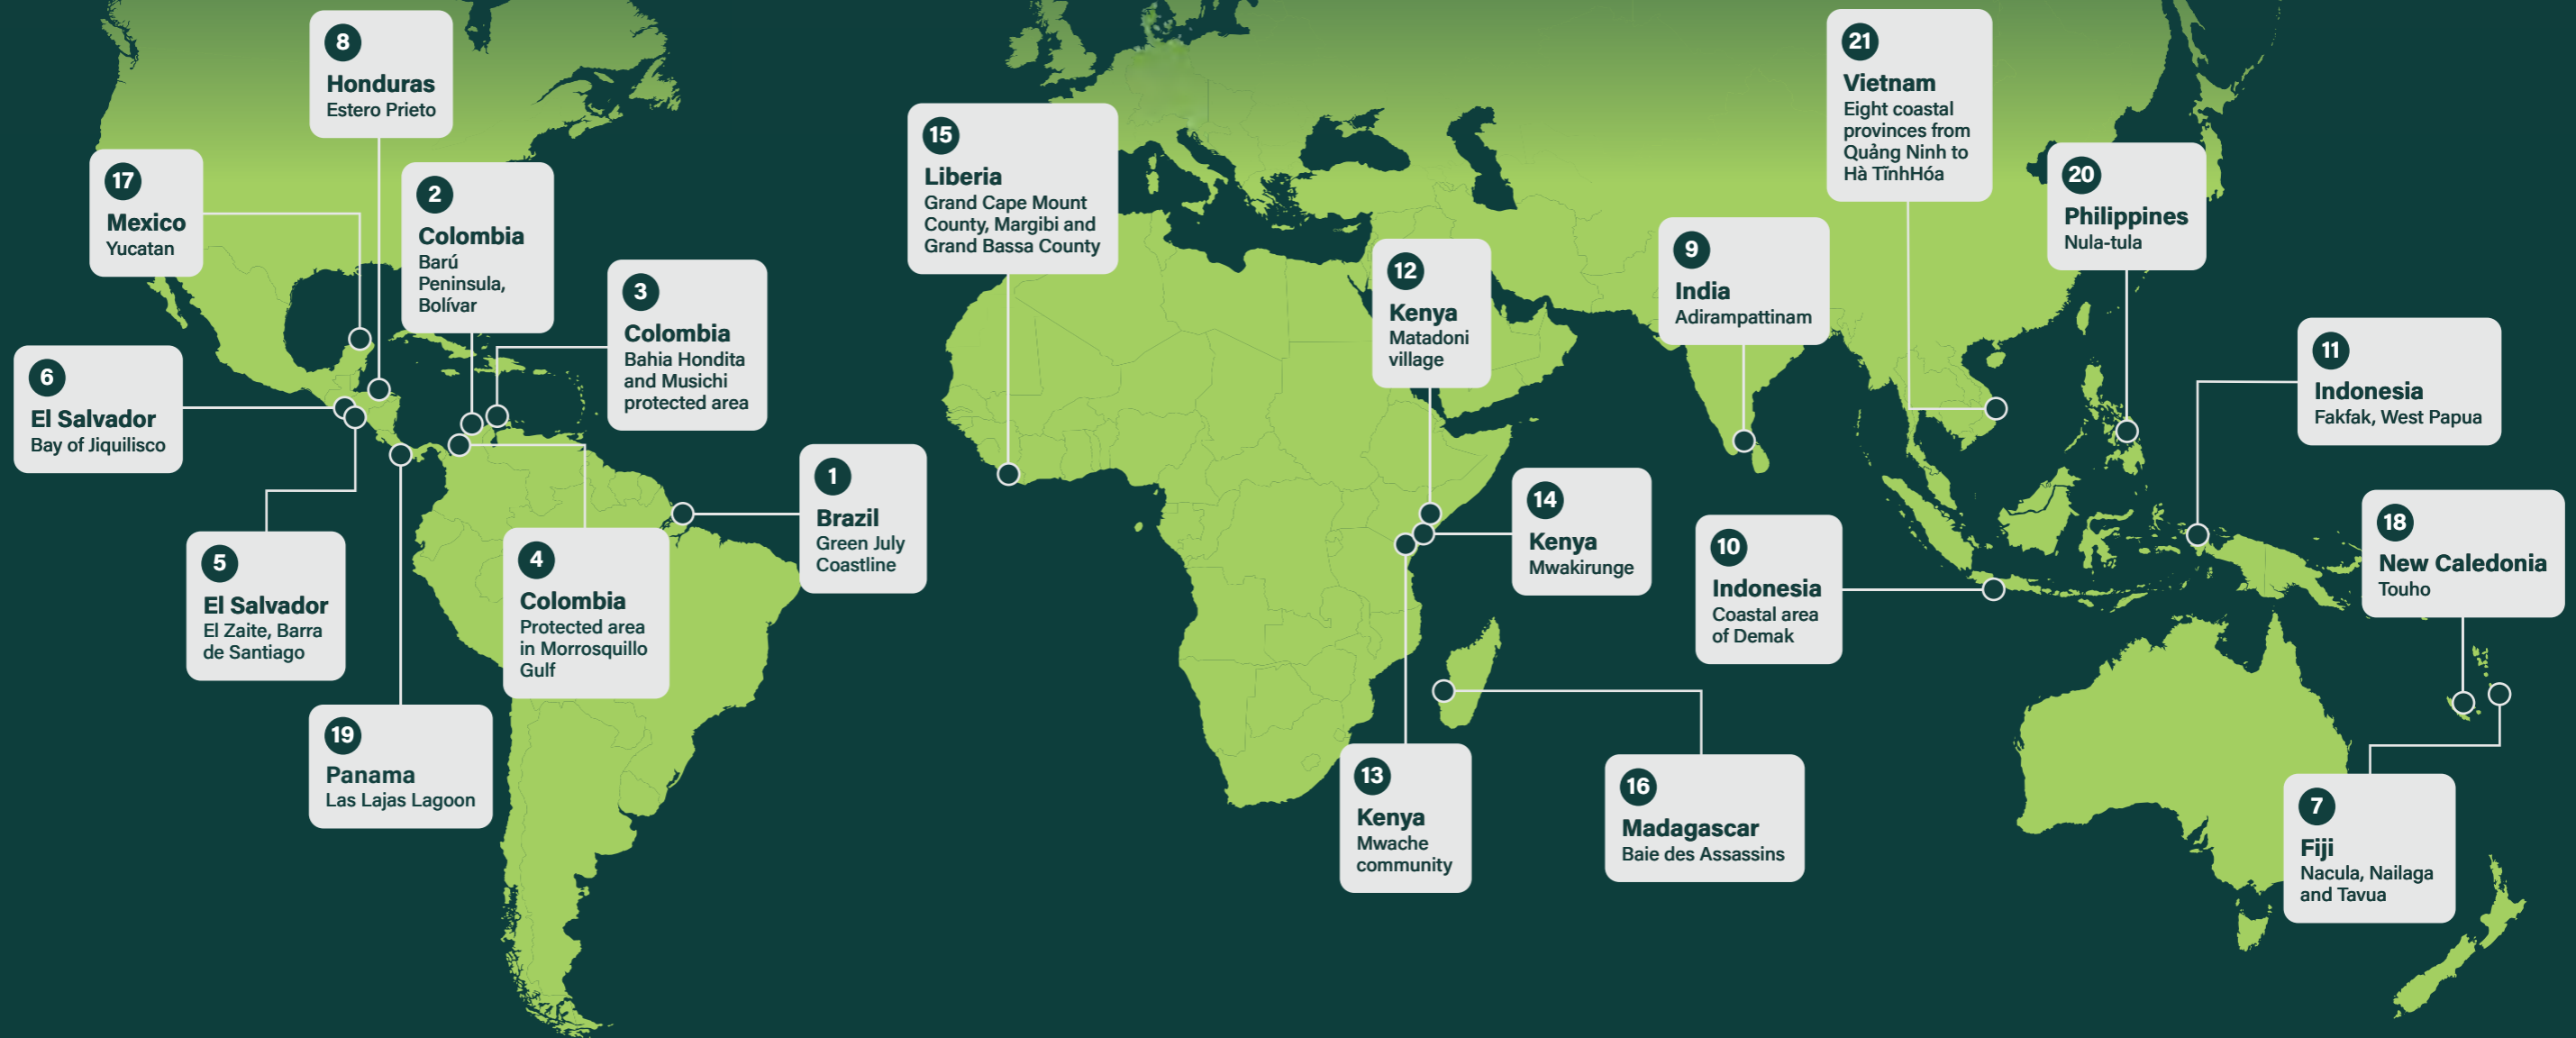 8
Honduras
Estero Prieto
17
Mexico
Yucatan
2
Colombia
Barú
Peninsula,
Bolívar
3
Colombia
Bahia Hondita
and Musichi
protected area
6
El Salvador
Bay of Jiquilisco
5
El Salvador
El Zaite, Barra
de Santiago
4
Colombia
Protected area
in Morrosquillo
Gulf
1
Brazil
Green July
Coastline
19
Panama
Las Lajas Lagoon
15
Liberia
Grand Cape Mount
County, Margibi and
Grand Bassa County
12
Kenya
Matadoni
village
14
Kenya
Mwakirunge
13
Kenya
Mwache
community
16
Madagascar
Baie des Assassins
9
India
Adirampattinam
21
Vietnam
Eight coastal
provinces from
Quảng Ninh to
Hà TĩnhHóa
20
Philippines
Nula-tula
10
Indonesia
Coastal area
of Demak
11
Indonesia
Fakfak, West Papua
18
New Caledonia
Touho
7
Fiji
Nacula, Nailaga
and Tavua